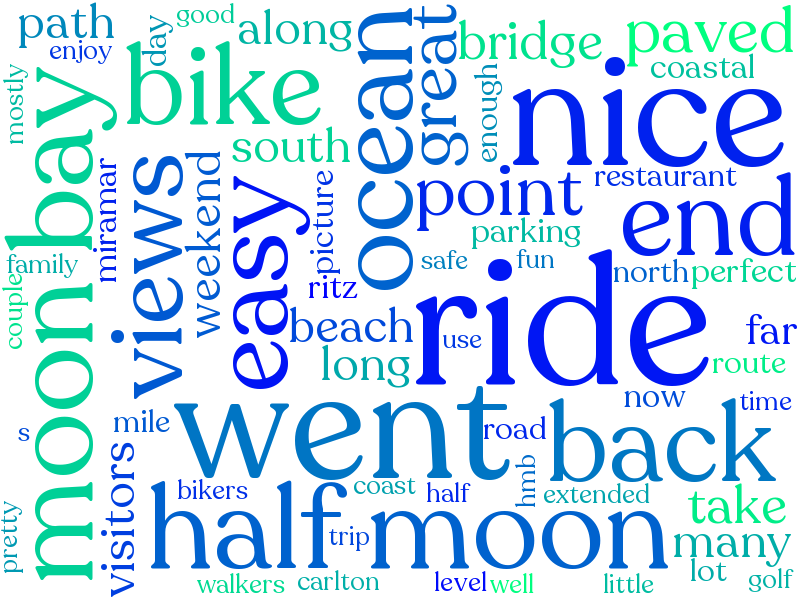 path
good
day
along
enjoy
bike
ocean
great
bridge
paved
coastal
mostly
enough
nice
south
moon bay
miramar
views
weekend
easy
picture
point
restaurant
end
parking
family
safe
fun
north
perfect
couple
ritz
beach
ride
use
far
long
route
now
time
s
mile
went
road
back
visitors
bikers
half moon
coast
half
hmb
extended
take
pretty
trip
many
walkers
carlton
level
well
little
lot
golf